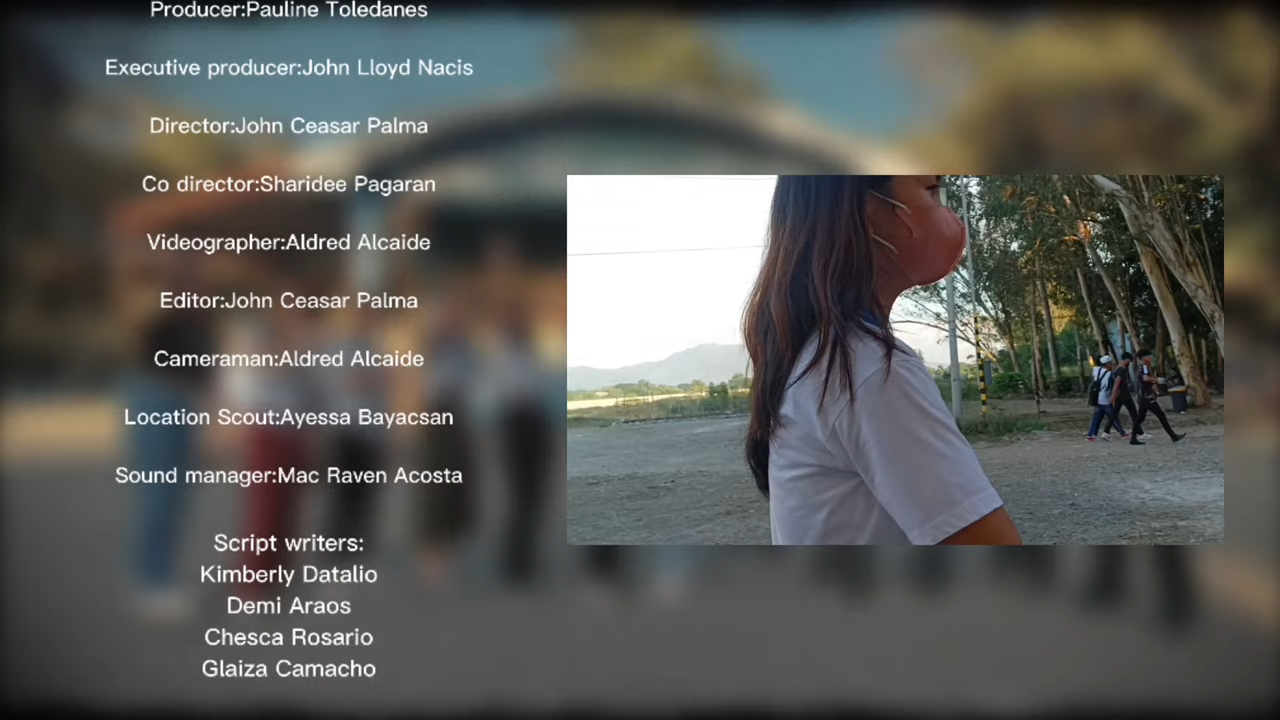 Producer:Pauline Toledanes
Executive producer:John Lloyd Nacis
Director:John Ceasar Palma
Co director:Sharidee Pagaran
Videographer:Aldred Alcaide
Editor:John Ceasar Palma
Cameraman:Aldred Alcaide
Location Scout:Ayessa Bayacsan
Sound manager:Mac Raven Acosta
Script writers:
Kimberly Datalio
Demi Araos
Chesca Rosario
Glaiza Camacho